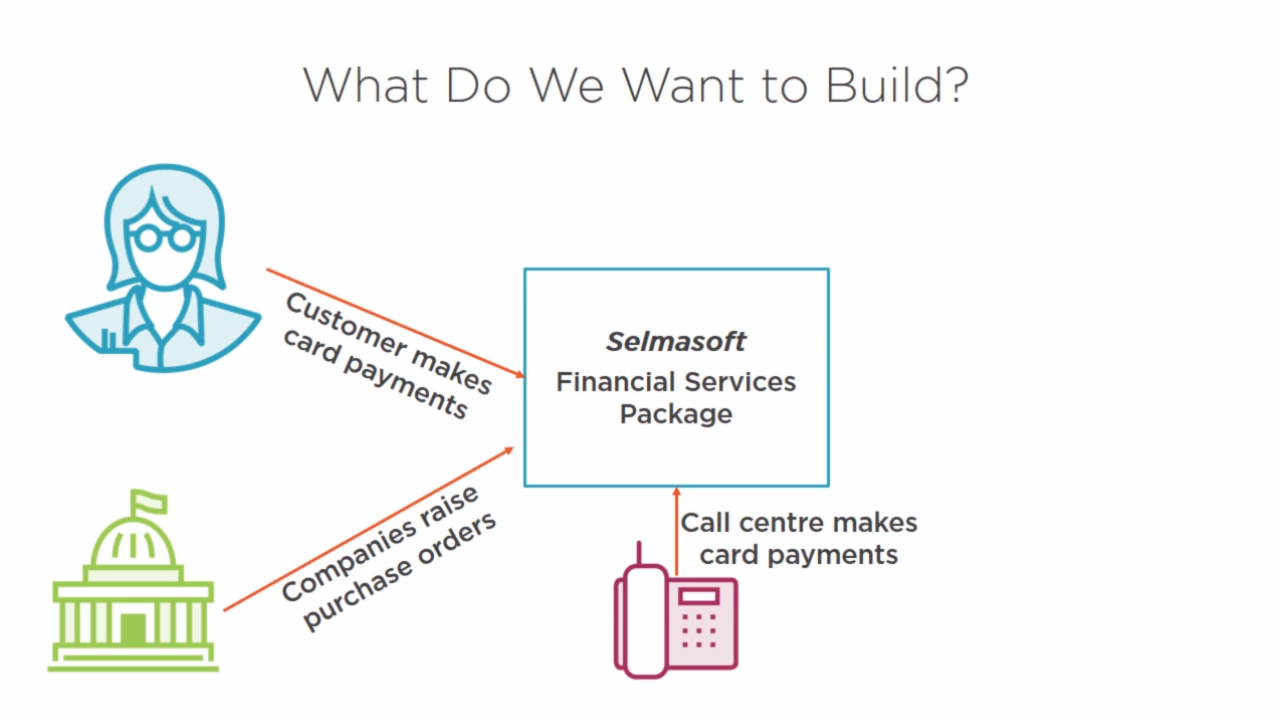 What Do We Want to Build?
Customer makes
card payments
Selmasoft
Financial Services
Package
Companies raise
purchase orders
Call centre makes
card payments